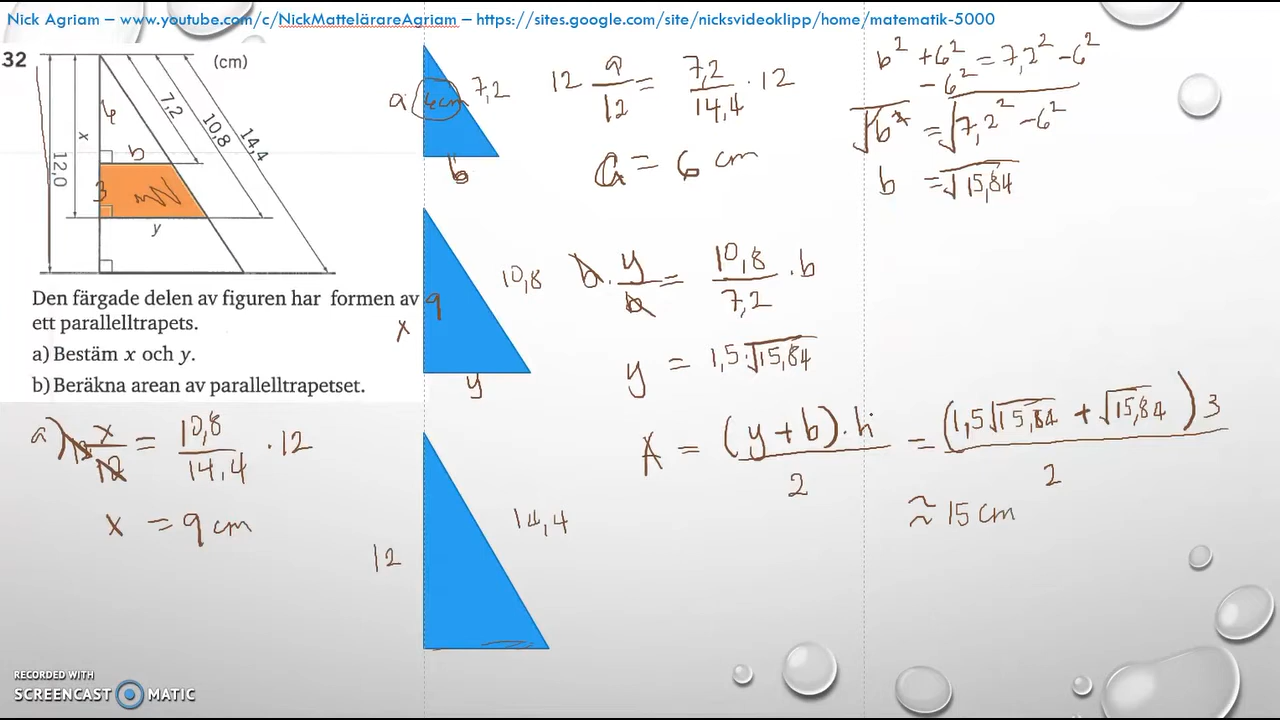 Nick Agriam – www.youtube.com/c/NickMattelärareAgriam – https://sites.google.com/site/nicksvideoklipp/home/matematik-5000
32
(cm)
7,2
10,8
14,4
12,0
x
6
b
3
y
Den färgade delen av figuren har formen av
ett parallelltrapets.
a) Bestäm x och y.
b) Beräkna arean av parallelltrapetset.
a) 12 x/12 = 10,8/14,4 · 12
x = 9 cm
a 6cm 7,2
b
10,8
9
x
y
14,4
12
12 a/12 = 7,2/14,4 · 12
a = 6 cm
b² + 6² = 7,2² - 6²
- 6²
√b² = √7,2² - 6²
b = √15,84
b · y/b = 10,8/7,2 · b
y = 1,5 · √15,84
A = (y + b) · h/2 = (1,5√15,84 + √15,84) 3/2
≈ 15 cm
RECORDED WITH
SCREENCAST MATIC